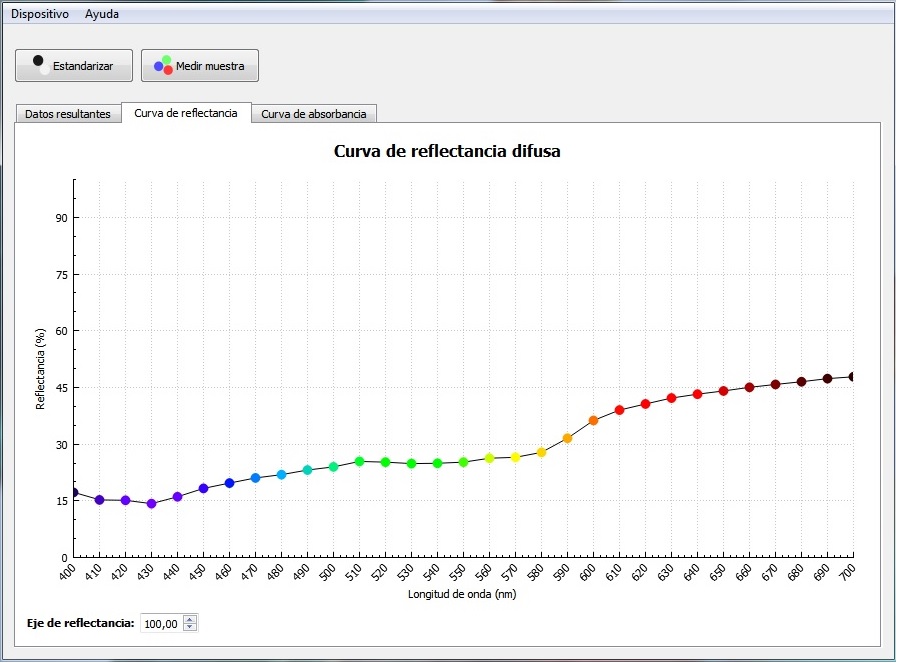 Dispositivo Ayuda
Estandarizar Medir muestra
Datos resultantes Curva de reflectancia Curva de absorbancia
Curva de reflectancia difusa
Reflectancia (%)
90
75
60
45
30
15
0
400 410 420 430 440 450 460 470 480 490 500 510 520 530 540 550 560 570 580 590 600 610 620 630 640 650 660 670 680 690 700
Longitud de onda (nm)
Eje de reflectancia: 100,00